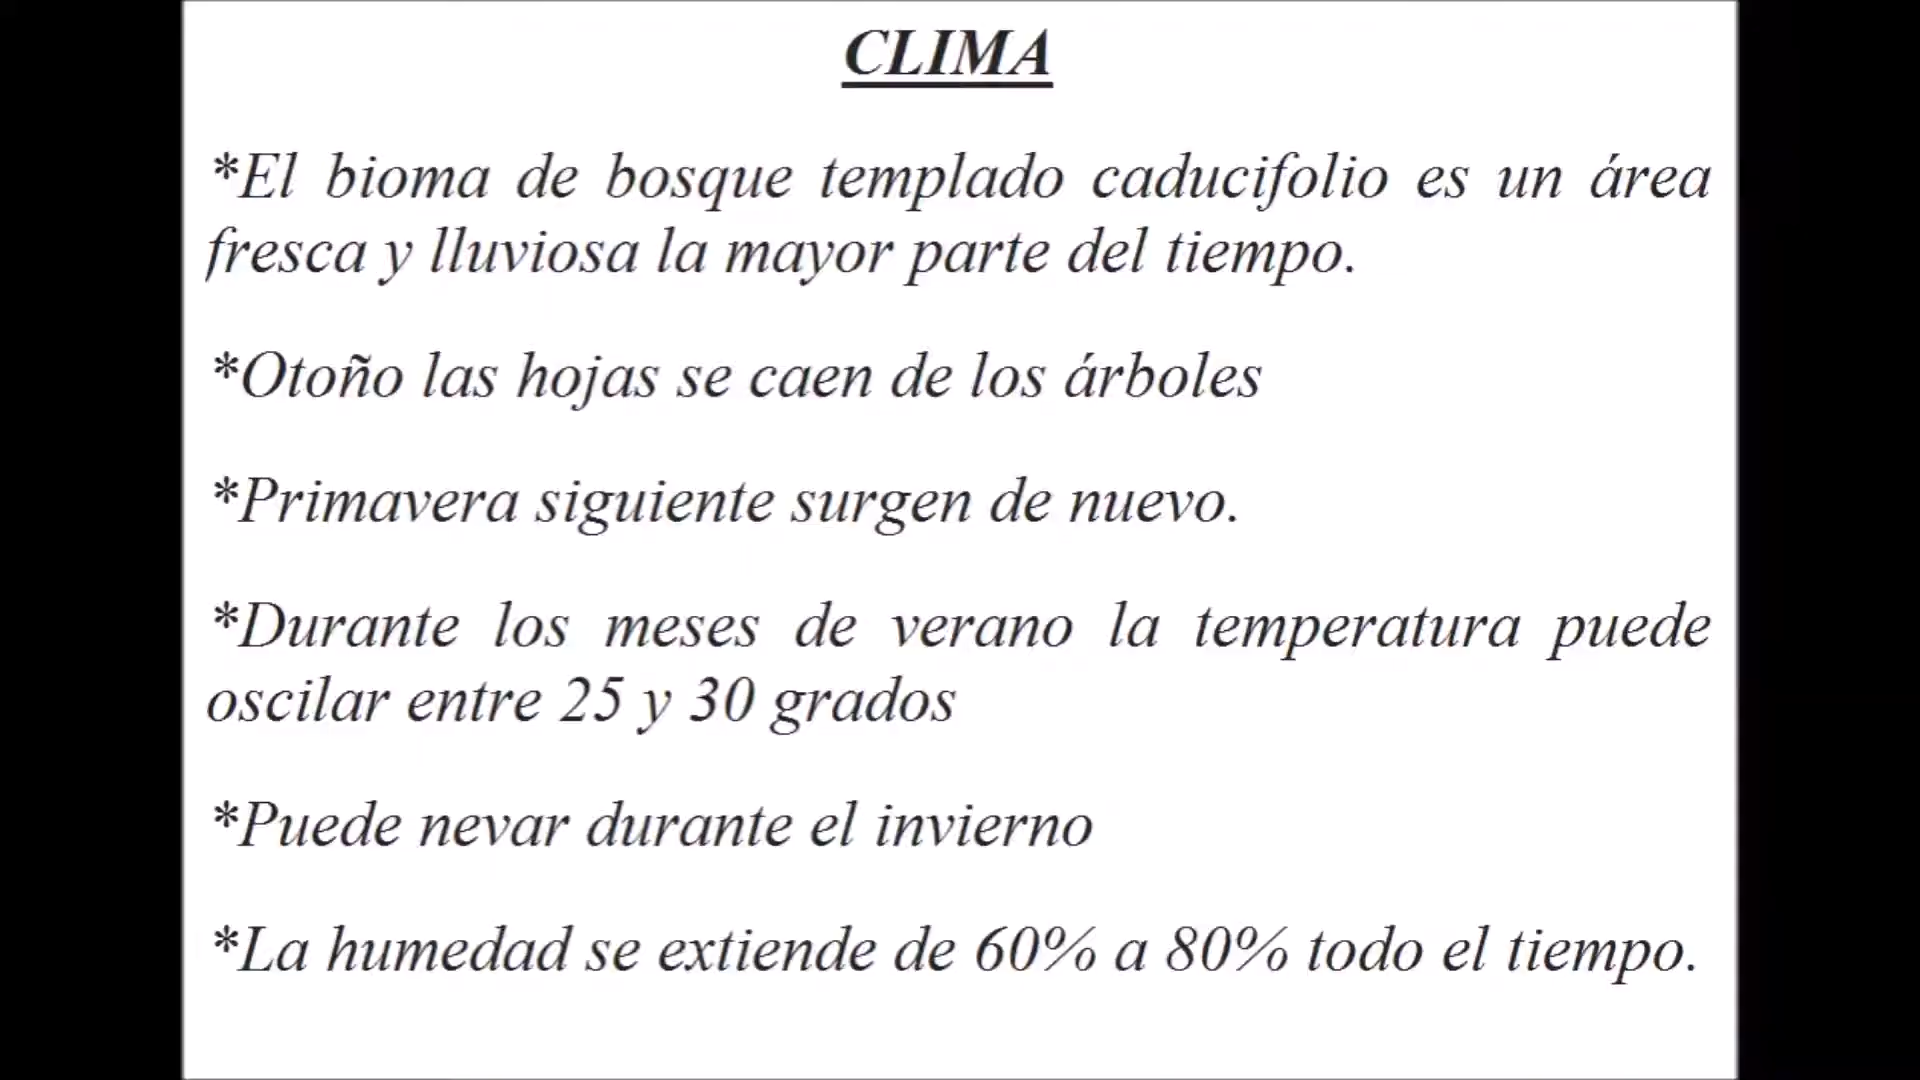 CLIMA
*El bioma de bosque templado caducifolio es un área
fresca y lluviosa la mayor parte del tiempo.
*Otoño las hojas se caen de los árboles
*Primavera siguiente surgen de nuevo.
*Durante los meses de verano la temperatura puede
oscilar entre 25 y 30 grados
*Puede nevar durante el invierno
*La humedad se extiende de 60% a 80% todo el tiempo.